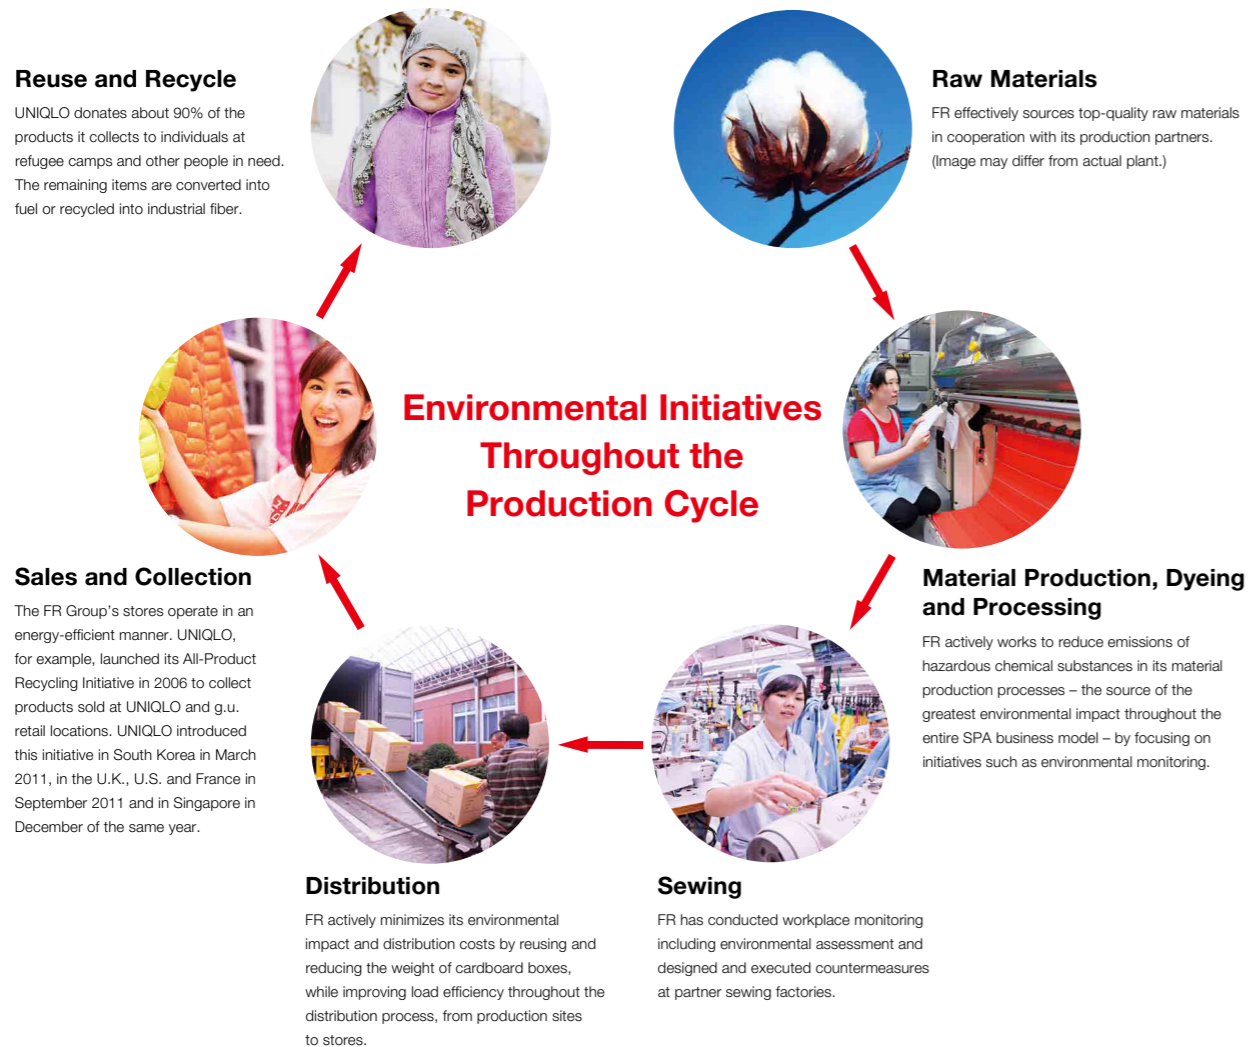 Reuse and Recycle
UNIQLO donates about 90% of the
products it collects to individuals at
refugee camps and other people in need.
The remaining items are converted into
fuel or recycled into industrial fiber.
Raw Materials
FR effectively sources top-quality raw materials
in cooperation with its production partners.
(Image may differ from actual plant.)
Environmental Initiatives
Throughout the
Production Cycle
Sales and Collection
The FR Group's stores operate in an
energy-efficient manner. UNIQLO,
for example, launched its All-Product
Recycling Initiative in 2006 to collect
products sold at UNIQLO and g.u.
retail locations. UNIQLO introduced
this initiative in South Korea in March
2011, in the U.K., U.S. and France in
September 2011 and in Singapore in
December of the same year.
Material Production, Dyeing
and Processing
FR actively works to reduce emissions of
hazardous chemical substances in its material
production processes – the source of the
greatest environmental impact throughout the
entire SPA business model – by focusing on
initiatives such as environmental monitoring.
Distribution
FR actively minimizes its environmental
impact and distribution costs by reusing and
reducing the weight of cardboard boxes,
while improving load efficiency throughout the
distribution process, from production sites
to stores.
Sewing
FR has conducted workplace monitoring
including environmental assessment and
designed and executed countermeasures
at partner sewing factories.